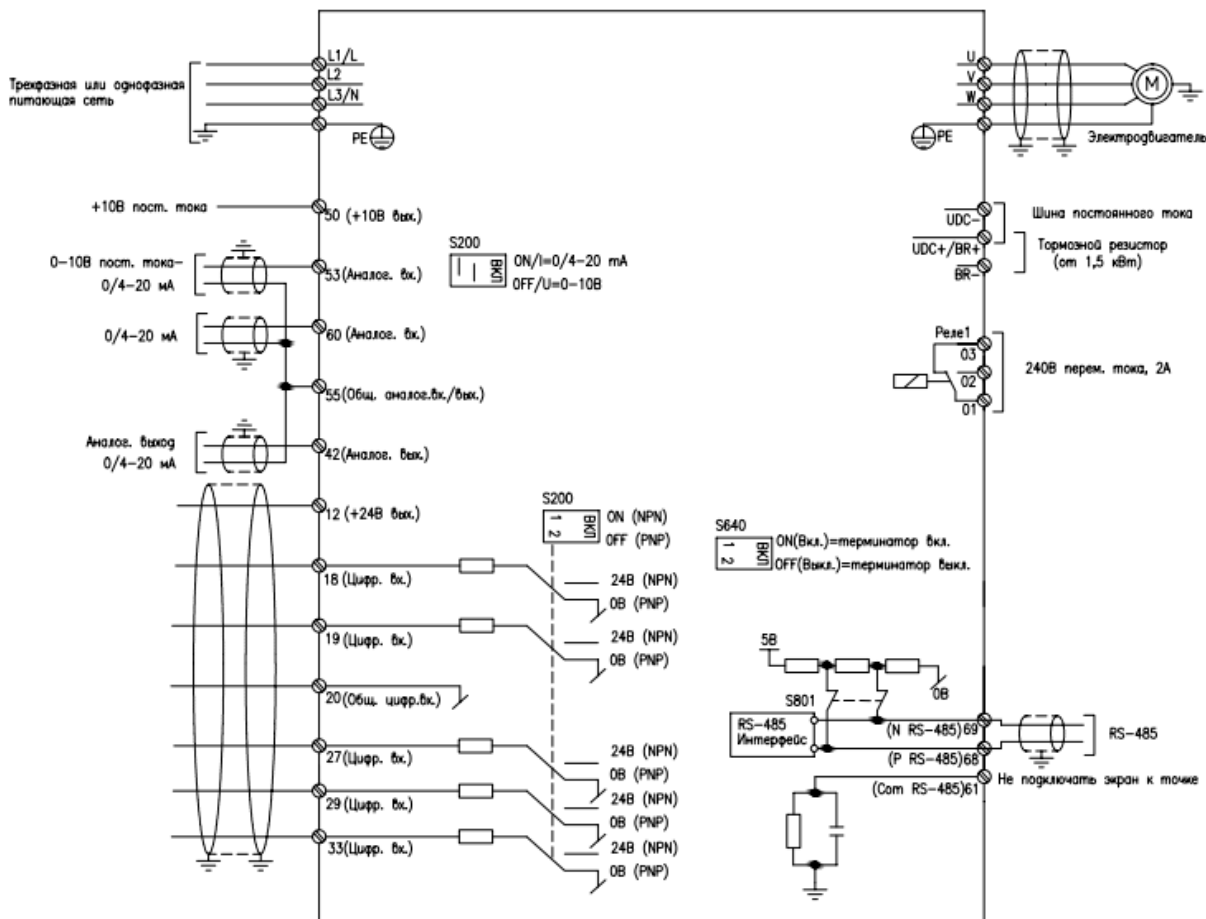 Трехфазная или однофазная
питающая сеть
L1/L
L2
L3/N
PE
U
V
W
PE
M
Электродвигатель
+10В пост. тока
50 (+10В вых.)
0–10В пост. тока–
0/4–20 мА
53(Аналог. вх.)
S200
ВКЛ
ON/I=0/4–20 mA
OFF/U=0–10В
0/4–20 мА
60 (Аналог. вх.)
55(Общ. аналог.вх./вых.)
Аналог. выход
0/4–20 мА
42(Аналог. вых.)
UDC–
Шина постоянного тока
UDC+/BR+
BR–
Тормозной резистор
(от 1,5 кВт)
Реле1
03
02
01
240В перем. тока, 2А
12 (+24В вых.)
S200
1
2
ВКЛ
ON (NPN)
OFF (PNP)
S640
1
2
ВКЛ
ON(Вкл.)=терминатор вкл.
OFF(Выкл.)=терминатор выкл.
18 (Цифр. вх.)
24В (NPN)
0В (PNP)
19 (Цифр. вх.)
24В (NPN)
0В (PNP)
20(Общ. цифр.вх.)
27(Цифр. вх.)
24В (NPN)
0В (PNP)
29(Цифр. вх.)
24В (NPN)
0В (PNP)
33(Цифр. вх.)
24В (NPN)
0В (PNP)
5В
0В
S801
RS-485
Интерфейс
(N RS-485)69
(P RS-485)68
(Com RS-485)61
RS-485
Не подключать экран к точке